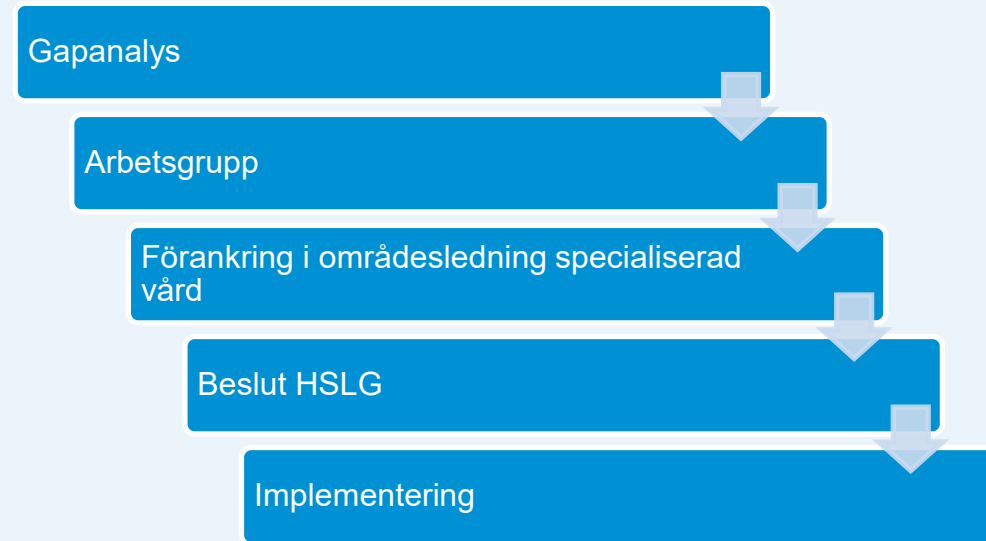 Gapanalys
Arbetsgrupp
Förankring i områdesledning specialiserad
vård
Beslut HSLG
Implementering